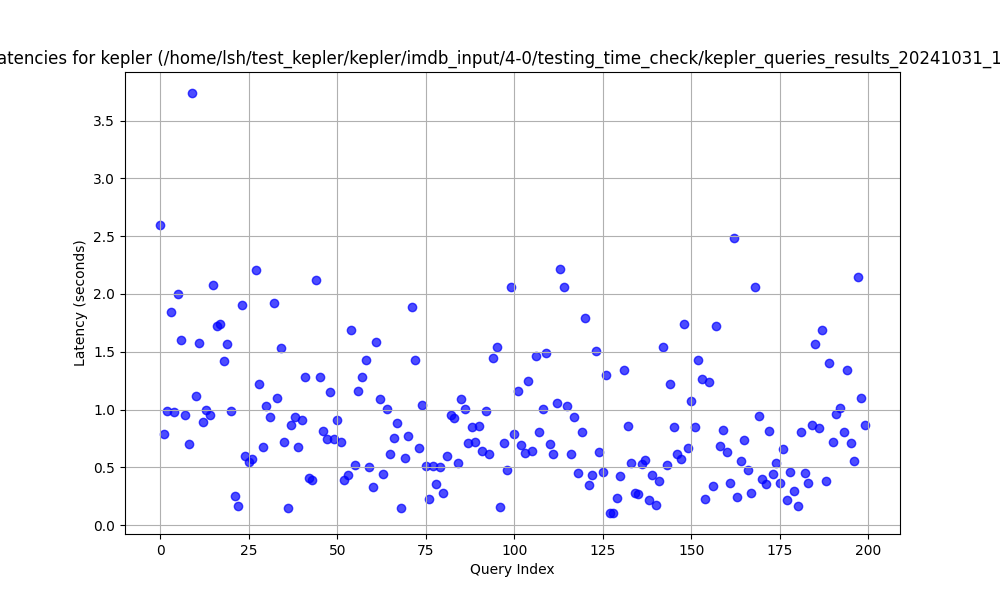 atencies for kepler (/home/lsh/test_kepler/kepler/imdb_input/4-0/testing_time_check/kepler_queries_results_20241031_1
3.5
3.0
2.5
2.0
1.5
1.0
0.5
0.0
Latency (seconds)
0 25 50 75 100 125 150 175 200
Query Index